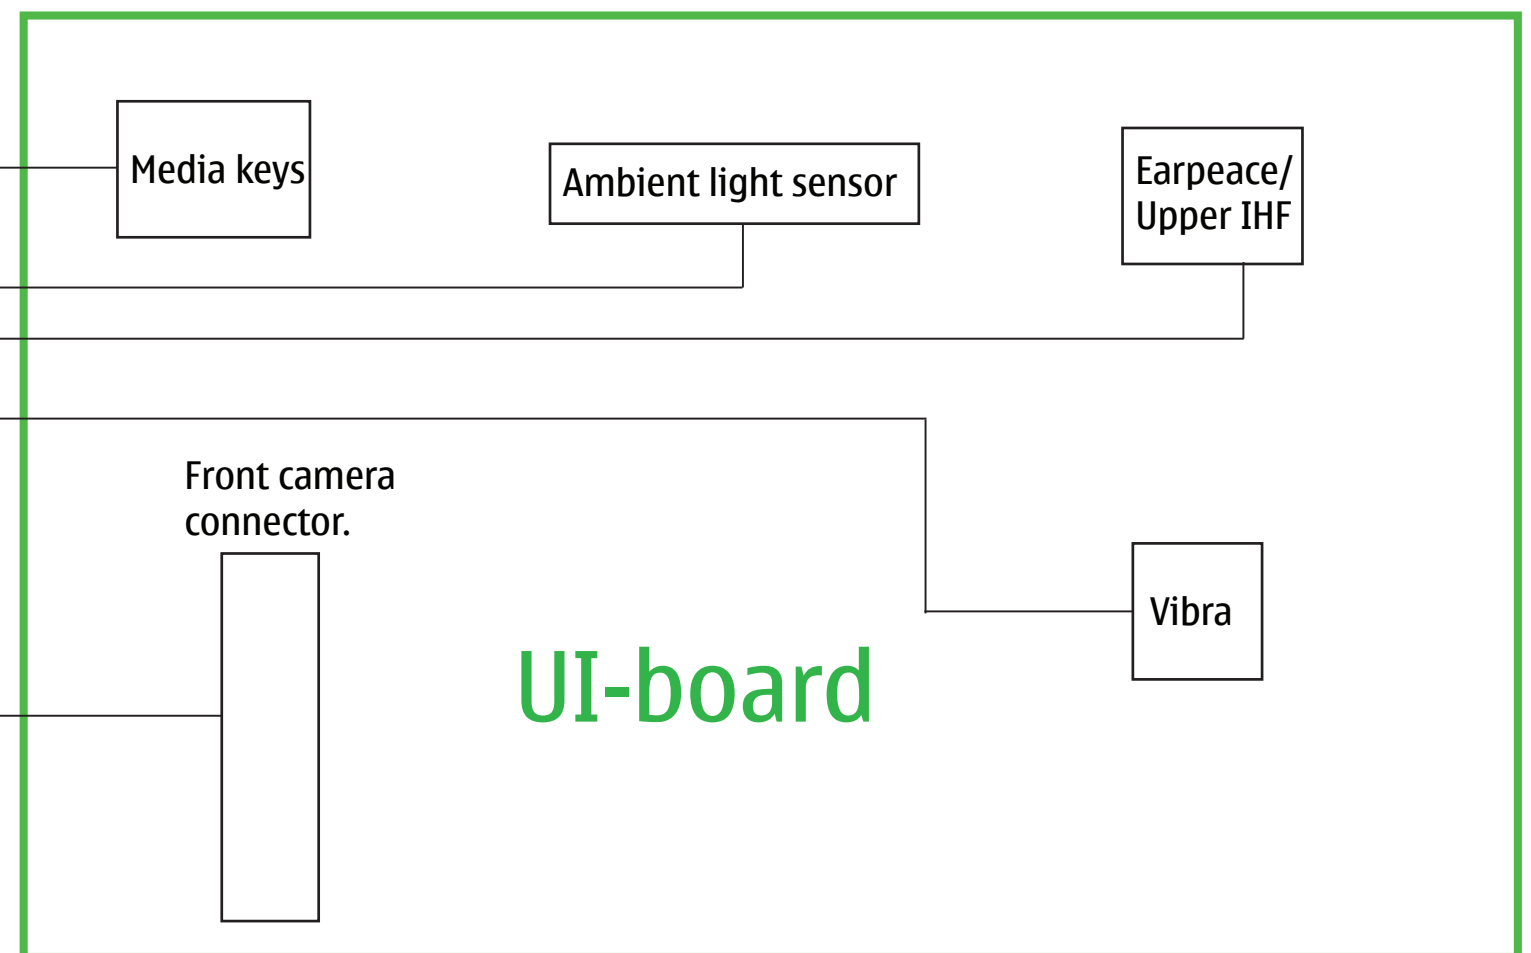 Media keys
Ambient light sensor
Earpeace/
Upper IHF
Front camera
connector.
Vibra
UI-board